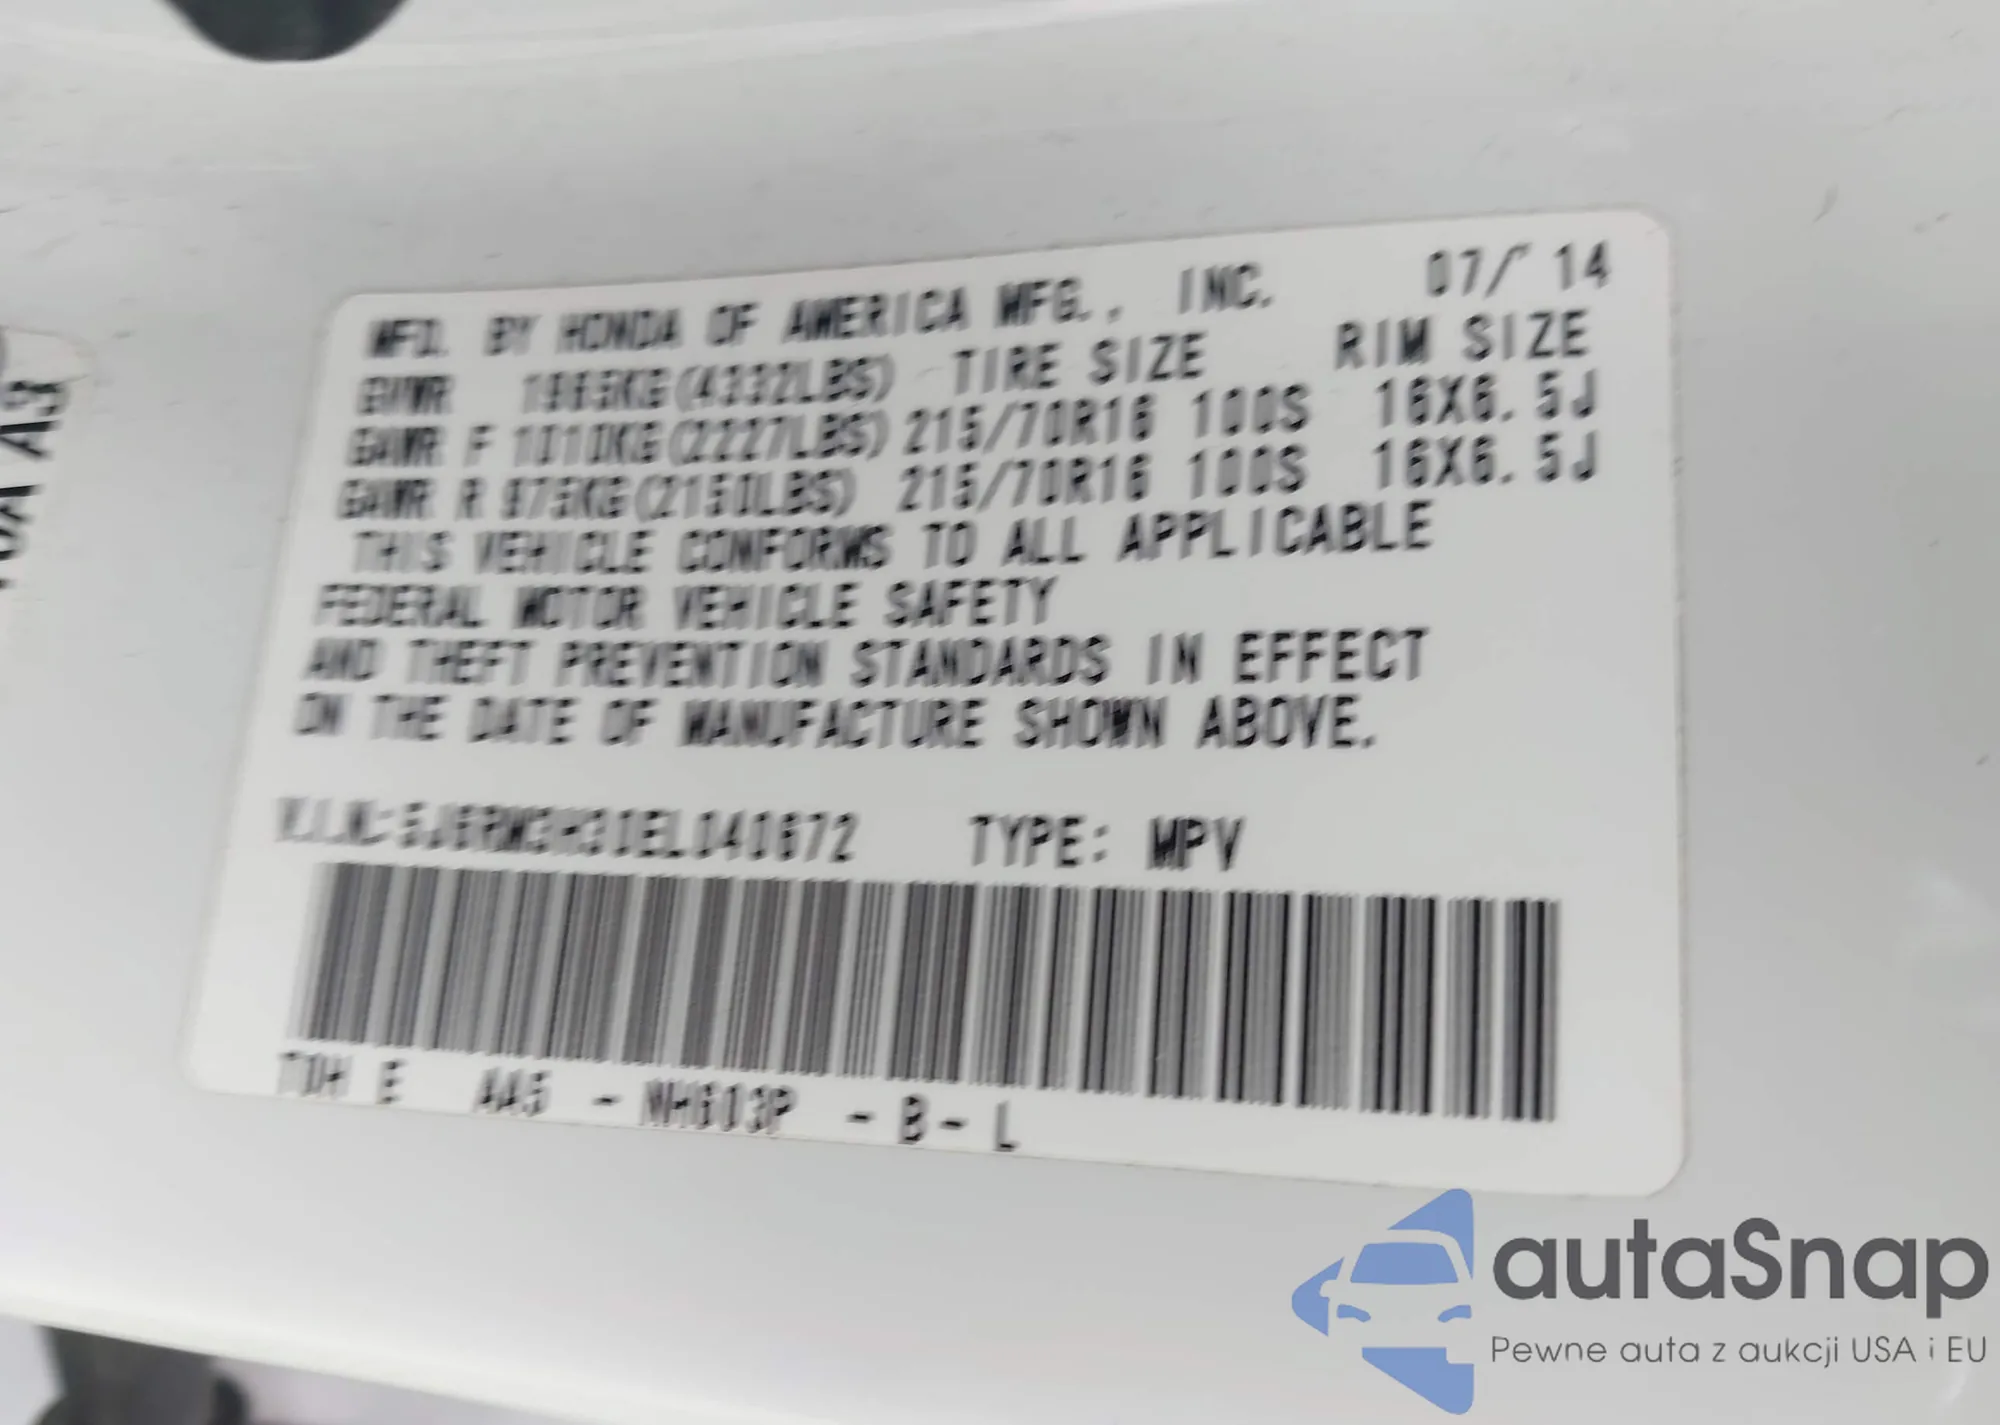 MFD. BY HONDA OF AMERICA MFG., INC. 07/ 14
GVWR 1965KG(4332LBS) TIRE SIZE RIM SIZE
GAWR F 1010KG(2227LBS) 215/70R16 100S 16X6.5J
GAWR R 975KG(2150LBS) 215/70R16 100S 16X6.5J
THIS VEHICLE CONFORMS TO ALL APPLICABLE
FEDERAL MOTOR VEHICLE SAFETY
AND THEFT PREVENTION STANDARDS IN EFFECT
ON THE DATE OF MANUFACTURE SHOWN ABOVE.
V.I.N:5J6RM3H30EL040672 TYPE: MPV
TOH E AA5 - NH603P - B - L
A3
autaSnap
Pewne auta z aukcji USA i EU